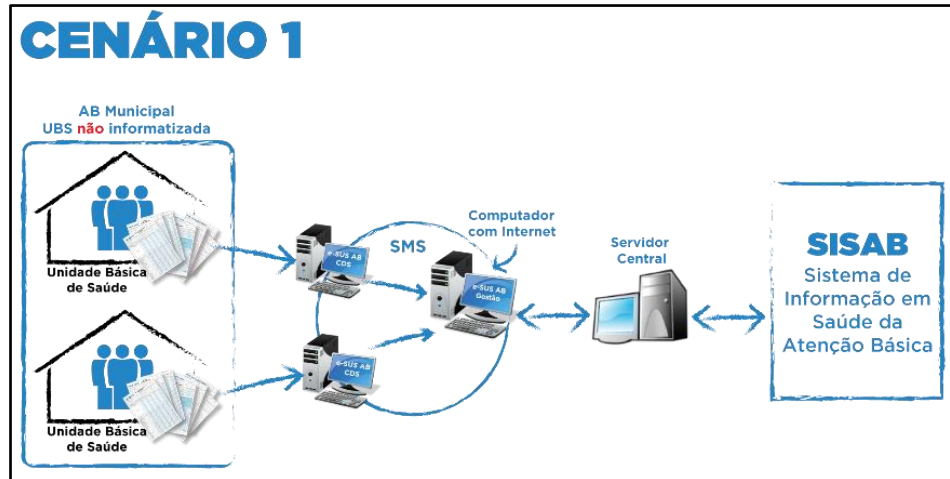 CENÁRIO 1
AB Municipal
UBS não informatizada
Unidade Básica
de Saúde
Unidade Básica
de Saúde
e-SUS AB
CDS
e-SUS AB
CDS
SMS
Computador
com Internet
e-SUS AB
Gestão
Servidor
Central
SISAB
Sistema de
Informação em
Saúde da
Atenção Básica